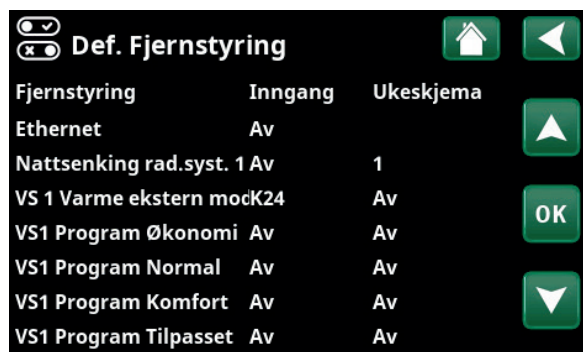 Def. Fjernstyring
Fjernstyring Inngang Ukeskjema
Ethernet Av
Nattsenking rad.syst. 1 Av 1
VS 1 Varme ekstern mod K24 Av
VS1 Program Økonomi Av Av
VS1 Program Normal Av Av
VS1 Program Komfort Av Av
VS1 Program Tilpasset Av Av
OK